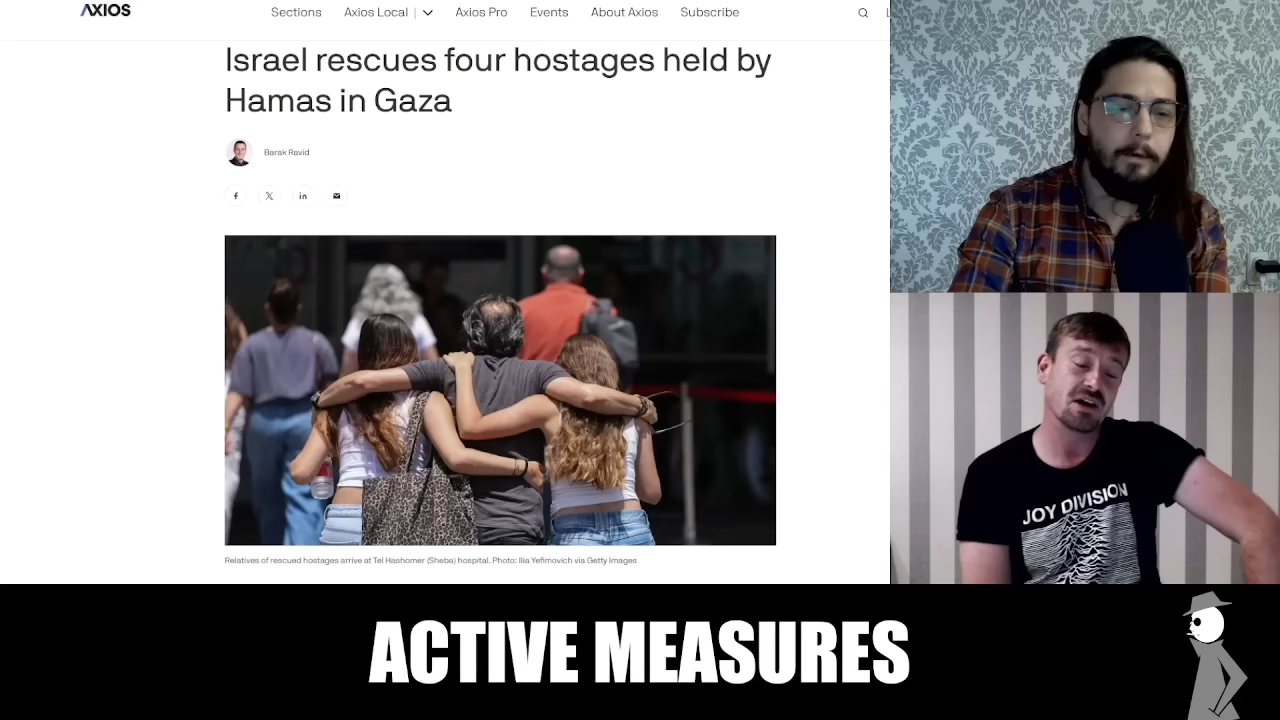 AXIOS
Sections Axios Local Axios Pro Events About Axios Subscribe
Israel rescues four hostages held by
Hamas in Gaza
Barak Ravid
Relatives of rescued hostages arrive at Tel Hashomer (Sheba) hospital. Photo: Ilia Yefimovich via Getty Images
JOY DIVISION
ACTIVE MEASURES